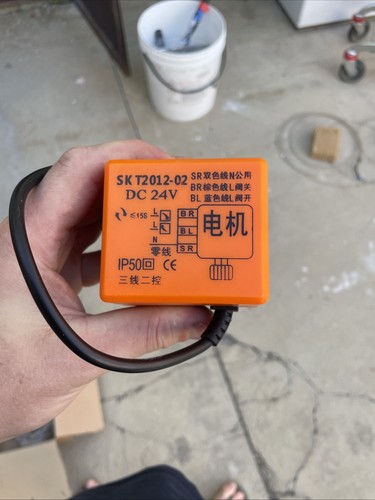 SK T2012-02
DC 24V
SR双色线N公用
BR棕色线L阀关
BL 蓝色线L阀开
≤15S
L BR
L BL
N SR
零线
电机
IP50 CE
三线二控